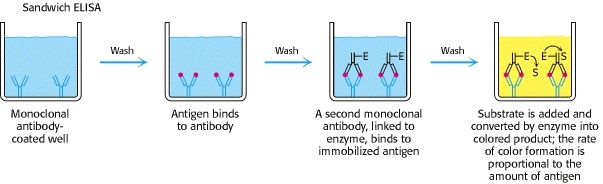 Sandwich ELISA
Wash
Wash
Wash
E
E
E
S
E
S
Monoclonal
antibody-
coated well
Antigen binds
to antibody
A second monoclonal
antibody, linked to
enzyme, binds to
immobilized antigen
Substrate is added and
converted by enzyme into
colored product; the rate
of color formation is
proportional to the
amount of antigen